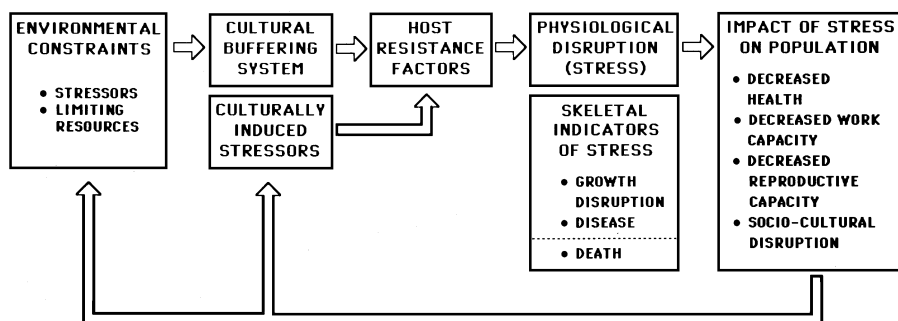 ENVIRONMENTAL
CONSTRAINTS
• STRESSORS
• LIMITING
RESOURCES
CULTURAL
BUFFERING
SYSTEM
CULTURALLY
INDUCED
STRESSORS
HOST
RESISTANCE
FACTORS
PHYSIOLOGICAL
DISRUPTION
(STRESS)
SKELETAL
INDICATORS
OF STRESS
• GROWTH
DISRUPTION
• DISEASE
• DEATH
IMPACT OF STRESS
ON POPULATION
• DECREASED
HEALTH
• DECREASED WORK
CAPACITY
• DECREASED
REPRODUCTIVE
CAPACITY
• SOCIO-CULTURAL
DISRUPTION